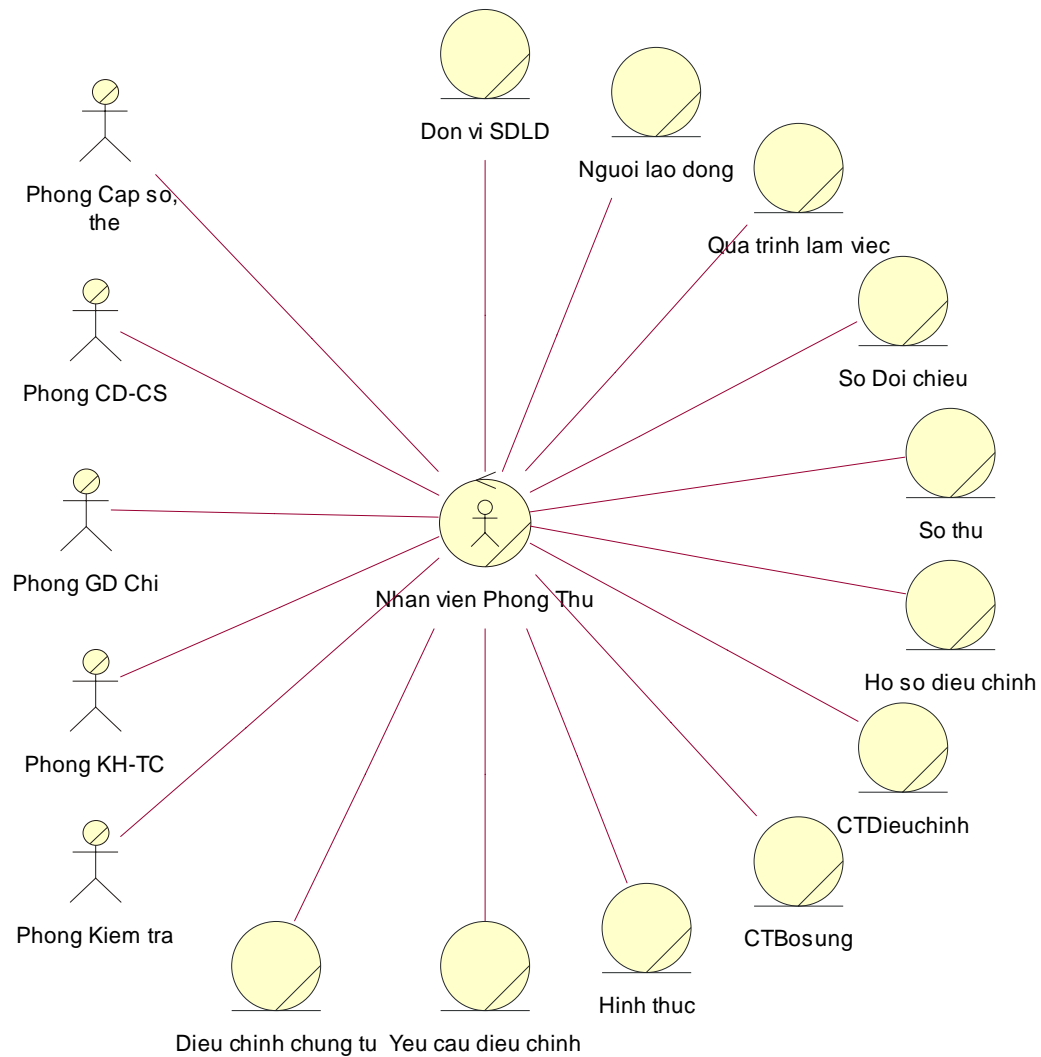 Don vi SDLD
Nguoi lao dong
Phong Cap so,
the
Qua trinh lam viec
So Doi chieu
Phong CD-CS
So thu
Phong GD Chi
Nhan vien Phong Thu
Ho so dieu chinh
Phong KH-TC
CTDieuchinh
Phong Kiem tra
CTBosung
Hinh thuc
Dieu chinh chung tu
Yeu cau dieu chinh